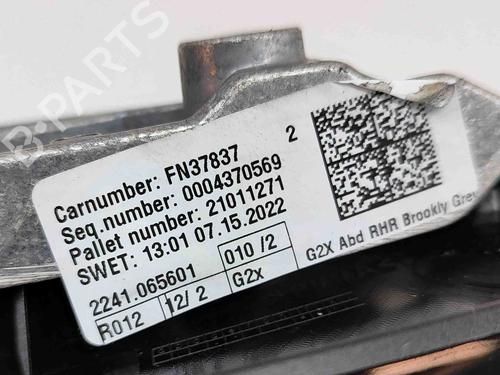 Carnumber: FN37837 2
Seq.number: 0004370569
Pallet number: 21011271
SWET: 13:01 07.15.2022
2241.065601 010 /2
R012 12/ 2 G2x
G2X Abd RHR Brookly Grey
B-PARTS